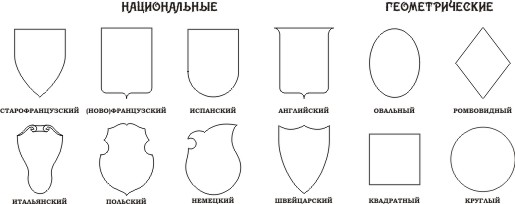 НАЦИОНАЛЬНЫЕ ГЕОМЕТРИЧЕСКИЕ
СТАРОФРАНЦУЗСКИЙ (НОВО)ФРАНЦУЗСКИЙ ИСПАНСКИЙ АНГЛИЙСКИЙ ОВАЛЬНЫЙ РОМБОВИДНЫЙ
ИТАЛЬЯНСКИЙ ПОЛЬСКИЙ НЕМЕЦКИЙ ШВЕЙЦАРСКИЙ КВАДРАТНЫЙ КРУГЛЫЙ